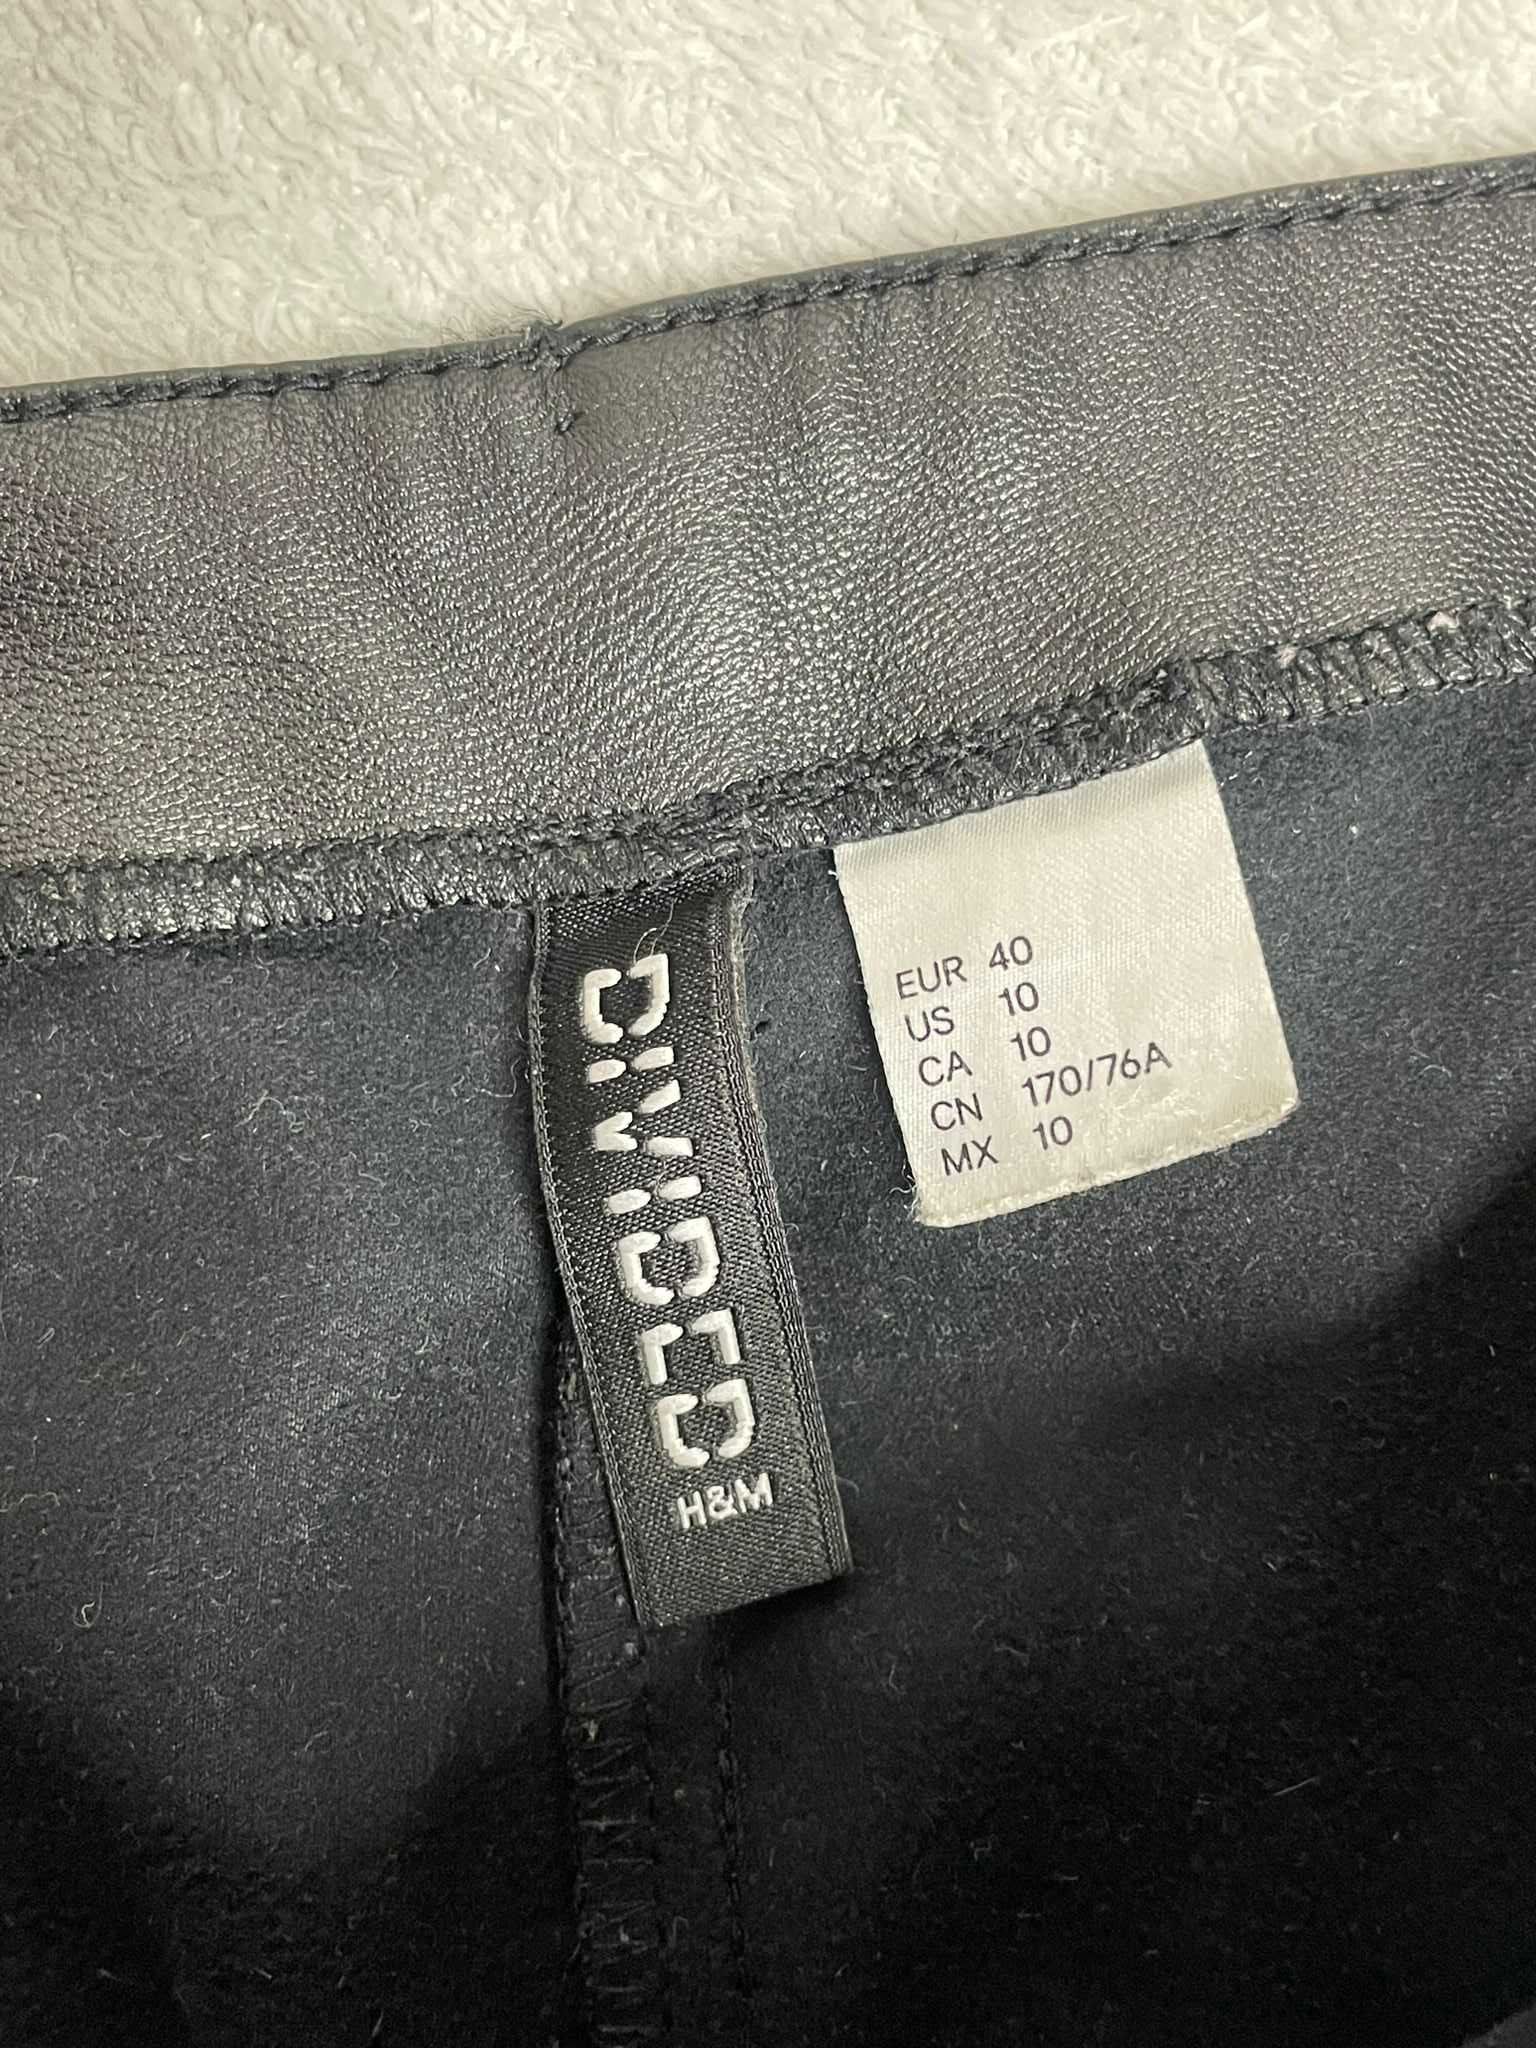 DIVIDED
H&M
EUR 40
US 10
CA 10
CN 170/76A
MX 10